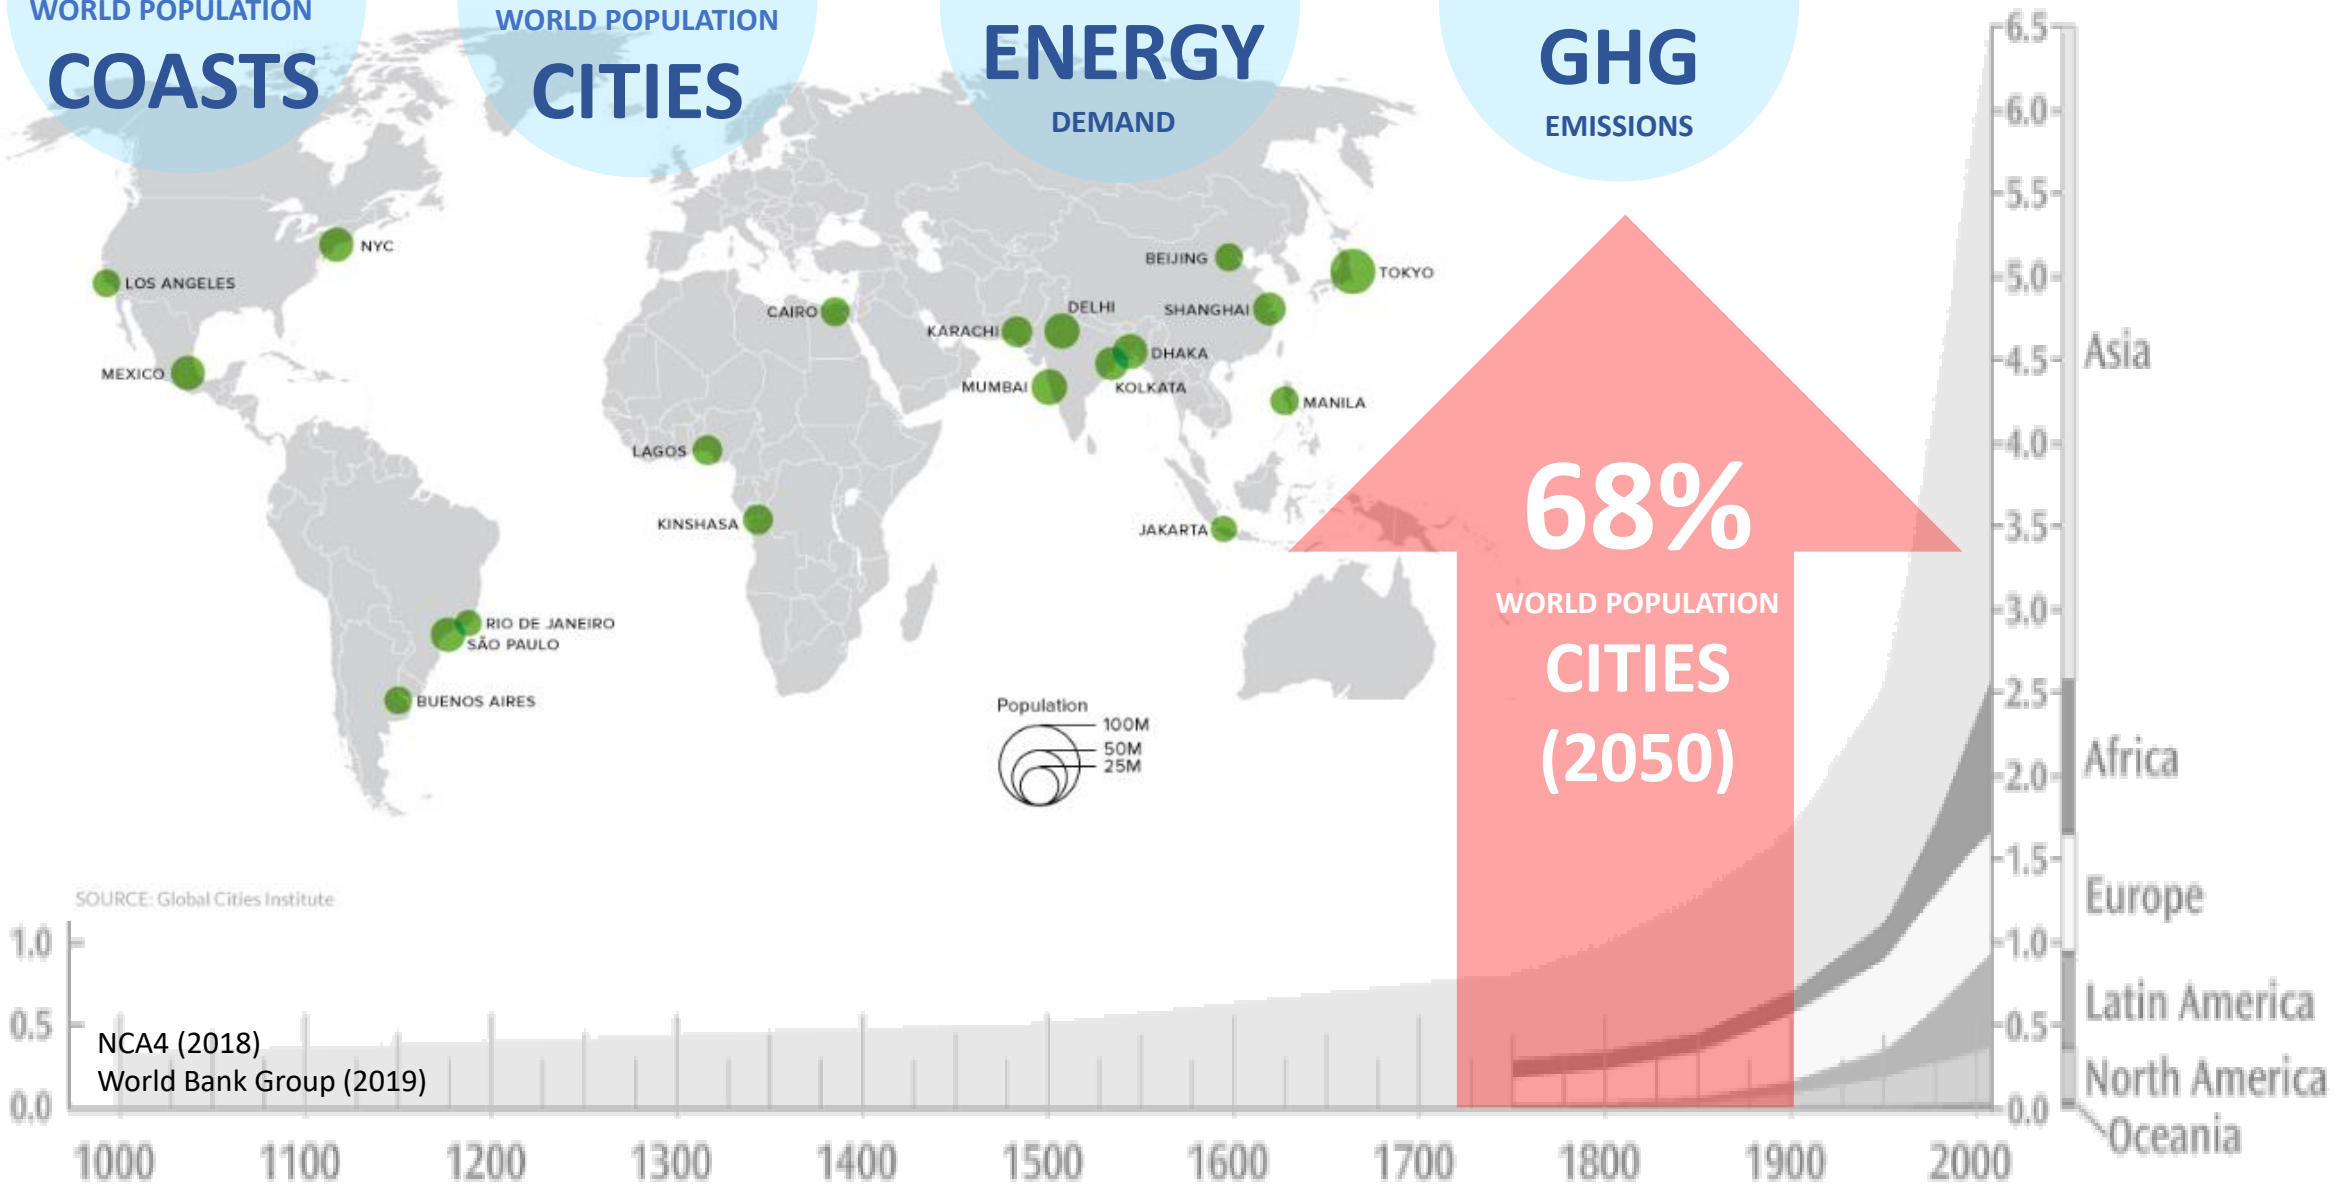 WORLD POPULATION
COASTS
WORLD POPULATION
CITIES
ENERGY
DEMAND
GHG
EMISSIONS
NYC
LOS ANGELES
MEXICO
RIO DE JANEIRO
SÃO PAULO
BUENOS AIRES
CAIRO
LAGOS
KINSHASA
KARACHI
DELHI
MUMBAI
DHAKA
KOLKATA
BEIJING
SHANGHAI
TOKYO
MANILA
JAKARTA
Population
100M
50M
25M
68%
WORLD POPULATION
CITIES
(2050)
SOURCE: Global Cities Institute
1.0
0.5
0.0
NCA4 (2018)
World Bank Group (2019)
1000 1100 1200 1300 1400 1500 1600 1700 1800 1900 2000
6.5
6.0
5.5
5.0
4.5
4.0
3.5
3.0
2.5
2.0
1.5
1.0
0.5
0.0
Asia
Africa
Europe
Latin America
North America
Oceania